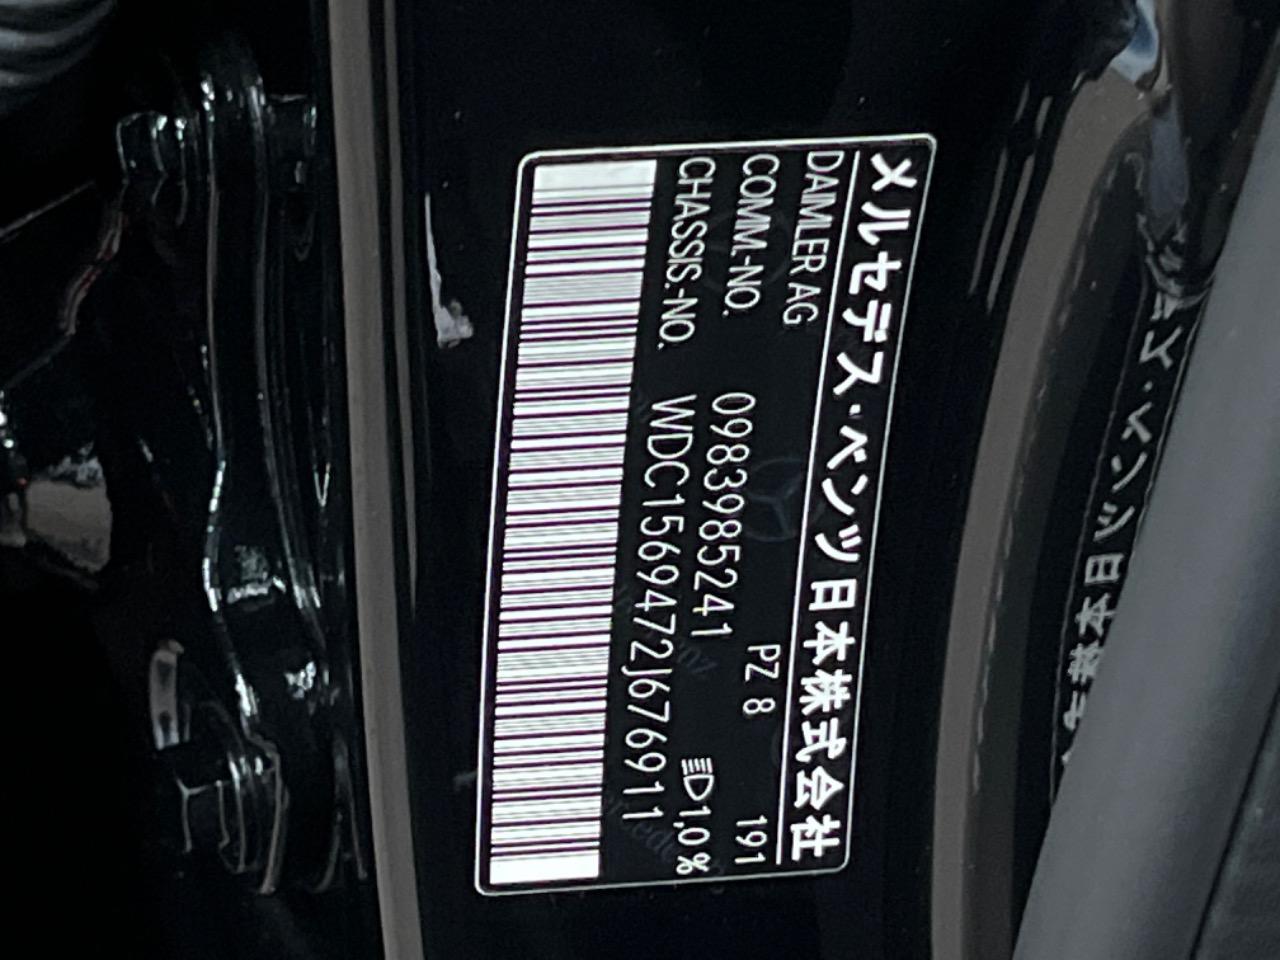 メルセデス・ベンツ日本株式会社
DAIMLER AG 191
COMM.-NO. 0983985241 PZ 8
CHASSIS.-NO. WDC1569472J676911 1,0 %